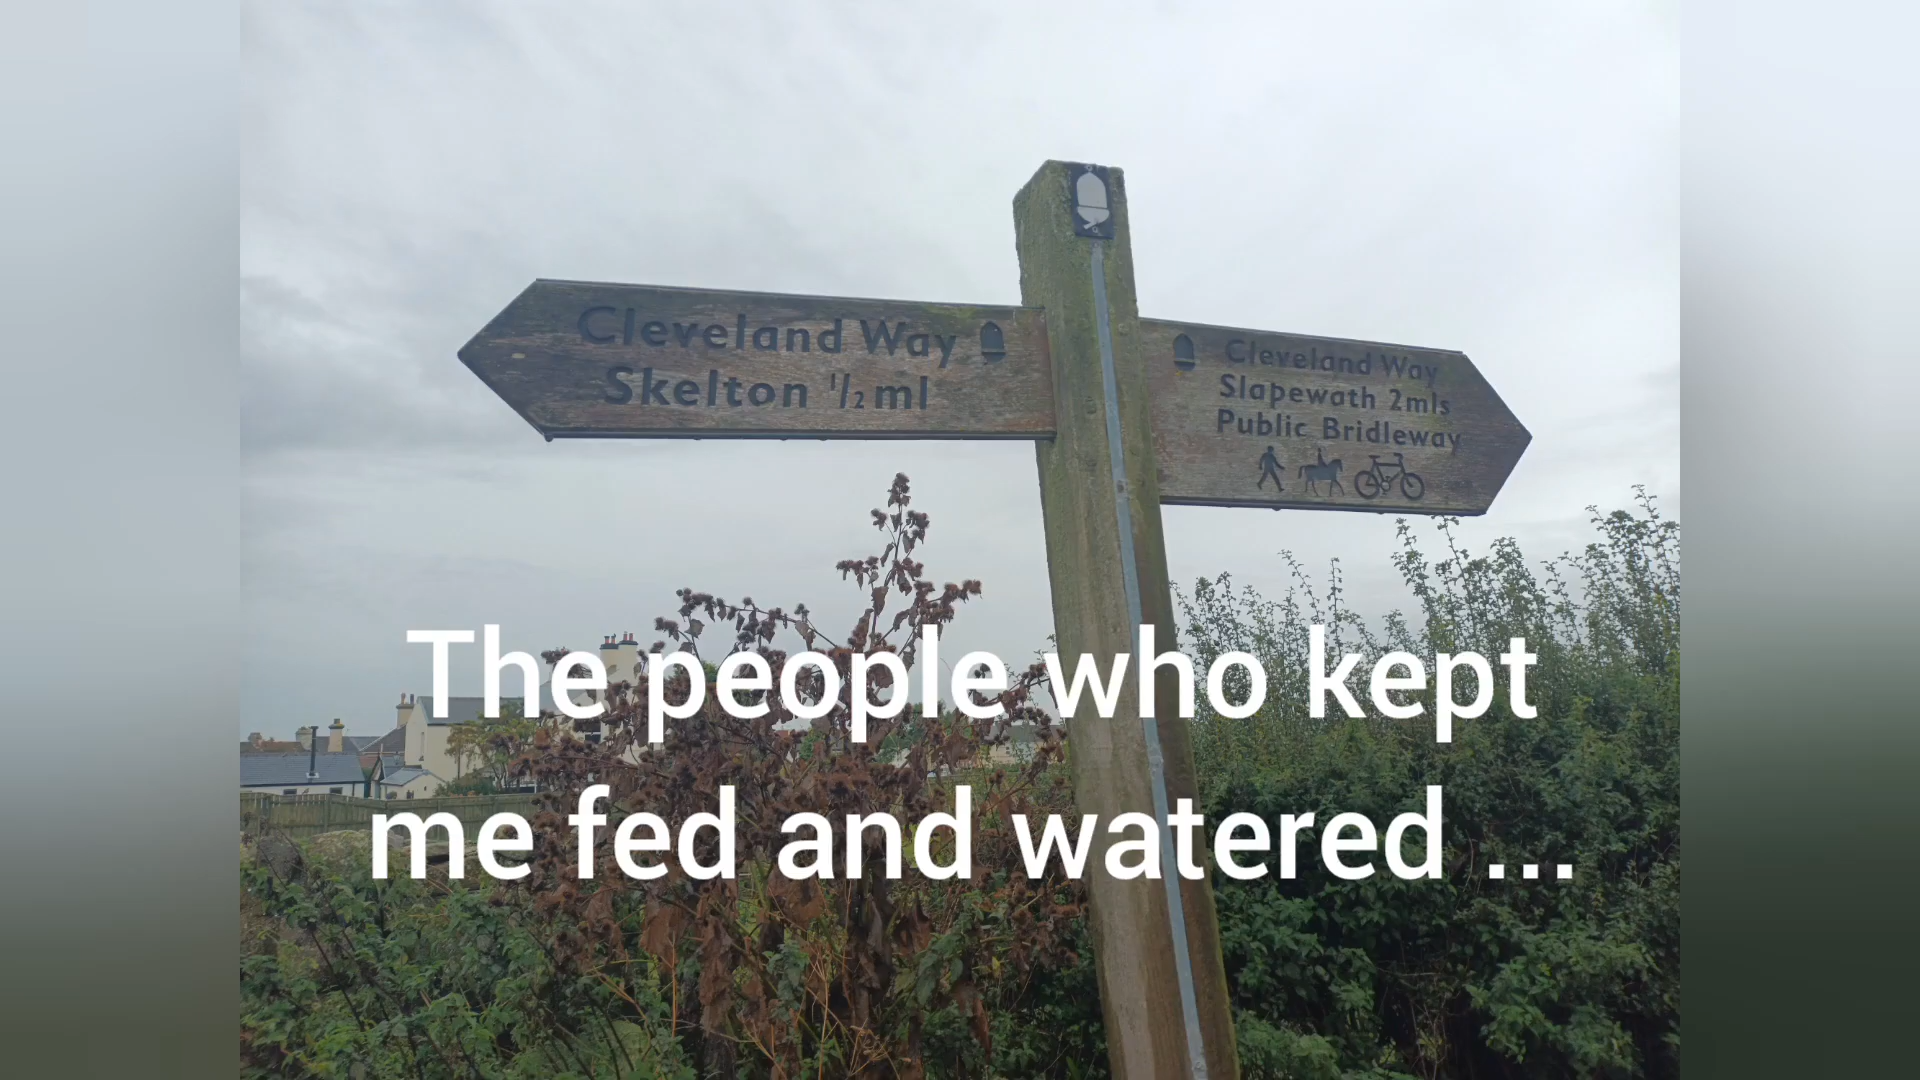 Cleveland Way
Skelton ½ ml
Cleveland Way
Slapewath 2mls
Public Bridleway
The people who kept
me fed and watered ...